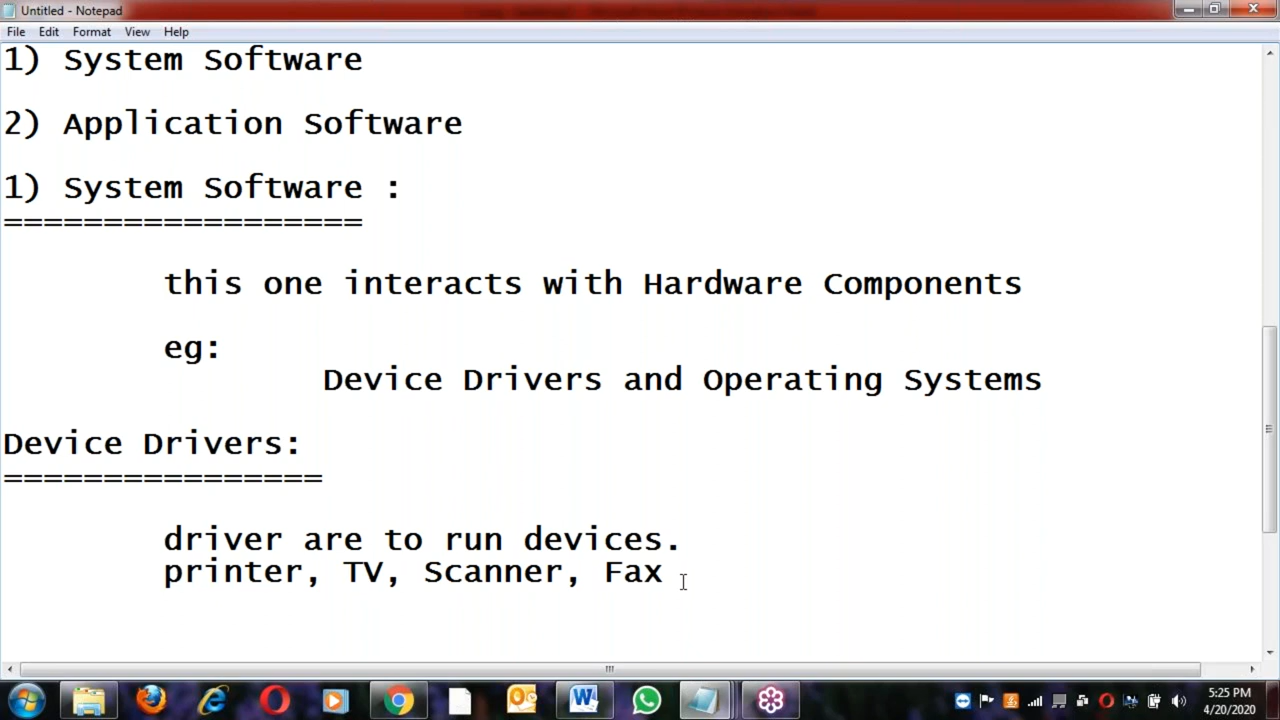 Untitled - Notepad
File Edit Format View Help
1) System Software
2) Application Software
1) System Software :
==================
this one interacts with Hardware Components
eg:
Device Drivers and Operating Systems
Device Drivers:
================
driver are to run devices.
printer, TV, Scanner, Fax
5:25 PM
4/20/2020